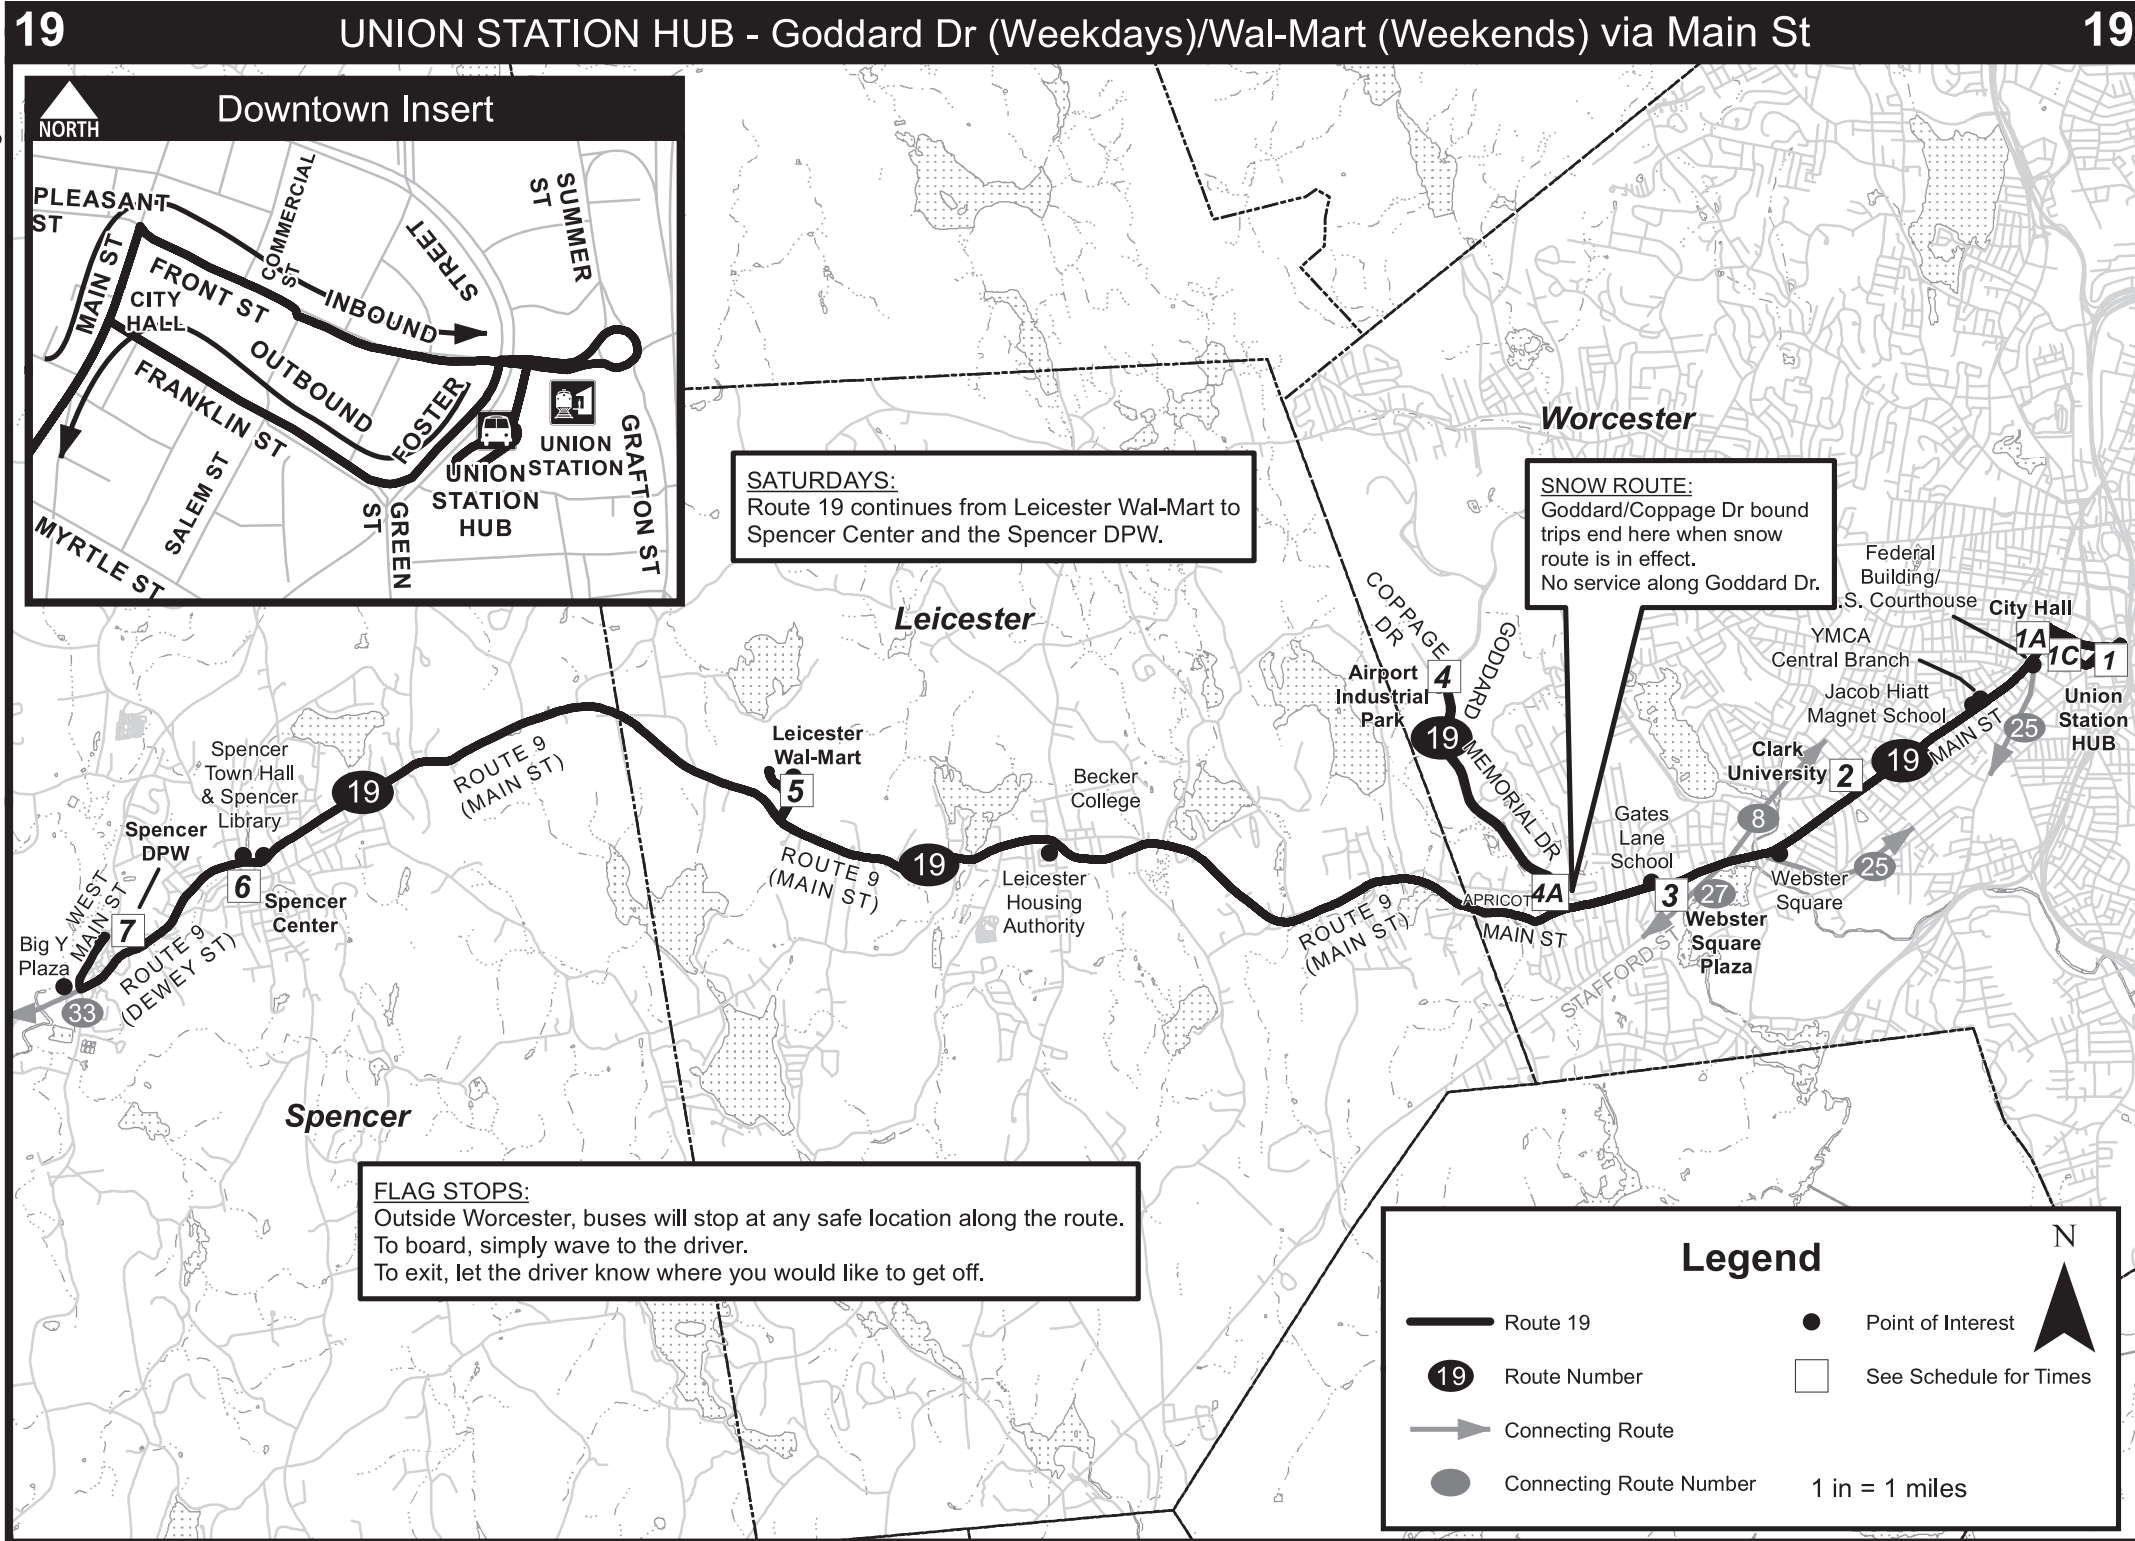 19
UNION STATION HUB - Goddard Dr (Weekdays)/Wal-Mart (Weekends) via Main St
19
NORTH
Downtown Insert
PLEASANT
ST
MAIN ST
COMMERCIAL
ST
STREET
SUMMER
ST
FRONT ST
INBOUND
CITY
HALL
OUTBOUND
FRANKLIN ST
FOSTER
UNION
STATION
UNION
STATION
HUB
GRAFTON ST
SALEM ST
GREEN
ST
MYRTLE ST
Worcester
SATURDAYS:
Route 19 continues from Leicester Wal-Mart to
Spencer Center and the Spencer DPW.
SNOW ROUTE:
Goddard/Coppage Dr bound
trips end here when snow
route is in effect.
No service along Goddard Dr.
Leicester
Federal
Building/
.S. Courthouse
City Hall
1A
1C
1
Union
Station
HUB
YMCA
Central Branch
Jacob Hiatt
Magnet School
25
MAIN ST
19
Clark
University
2
8
25
Webster
Square
Gates
Lane
School
3
27
Webster
Square
Plaza
STAFFORD ST
COPPAGE
DR
GODDARD
MEMORIAL DR
Airport
Industrial
Park
4
19
4A
APRICOT
MAIN ST
ROUTE 9
(MAIN ST)
Becker
College
Leicester
Housing
Authority
19
ROUTE 9
(MAIN ST)
Leicester
Wal-Mart
5
ROUTE 9
(MAIN ST)
19
Spencer
Town Hall
& Spencer
Library
6
Spencer
Center
Spencer
DPW
7
WEST
MAIN ST
ROUTE 9
(DEWEY ST)
Big Y
Plaza
33
Spencer
FLAG STOPS:
Outside Worcester, buses will stop at any safe location along the route.
To board, simply wave to the driver.
To exit, let the driver know where you would like to get off.
Legend
N
Route 19
Point of Interest
19
Route Number
See Schedule for Times
Connecting Route
Connecting Route Number
1 in = 1 miles